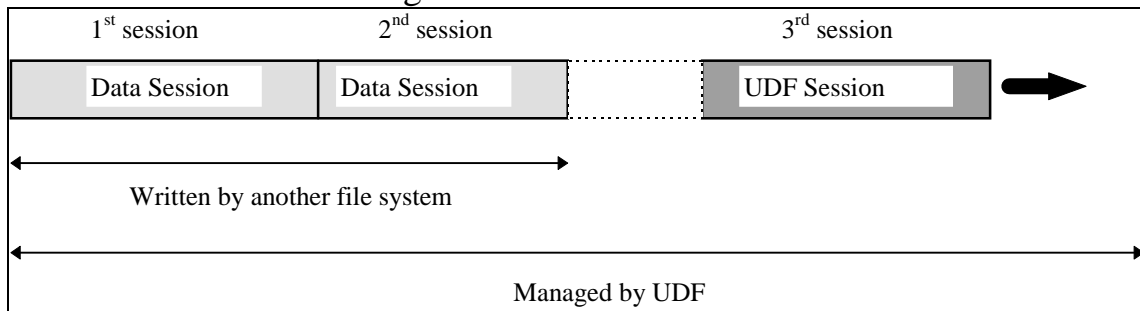 1st session 2nd session 3rd session
Data Session Data Session UDF Session
Written by another file system
Managed by UDF